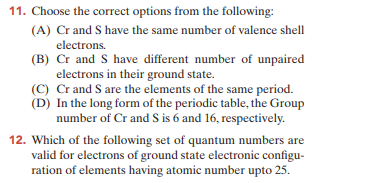 11. Choose the correct options from the following:
(A) Cr and S have the same number of valence shell
electrons.
(B) Cr and S have different number of unpaired
electrons in their ground state.
(C) Cr and S are the elements of the same period.
(D) In the long form of the periodic table, the Group
number of Cr and S is 6 and 16, respectively.
12. Which of the following set of quantum numbers are
valid for electrons of ground state electronic configu-
ration of elements having atomic number upto 25.